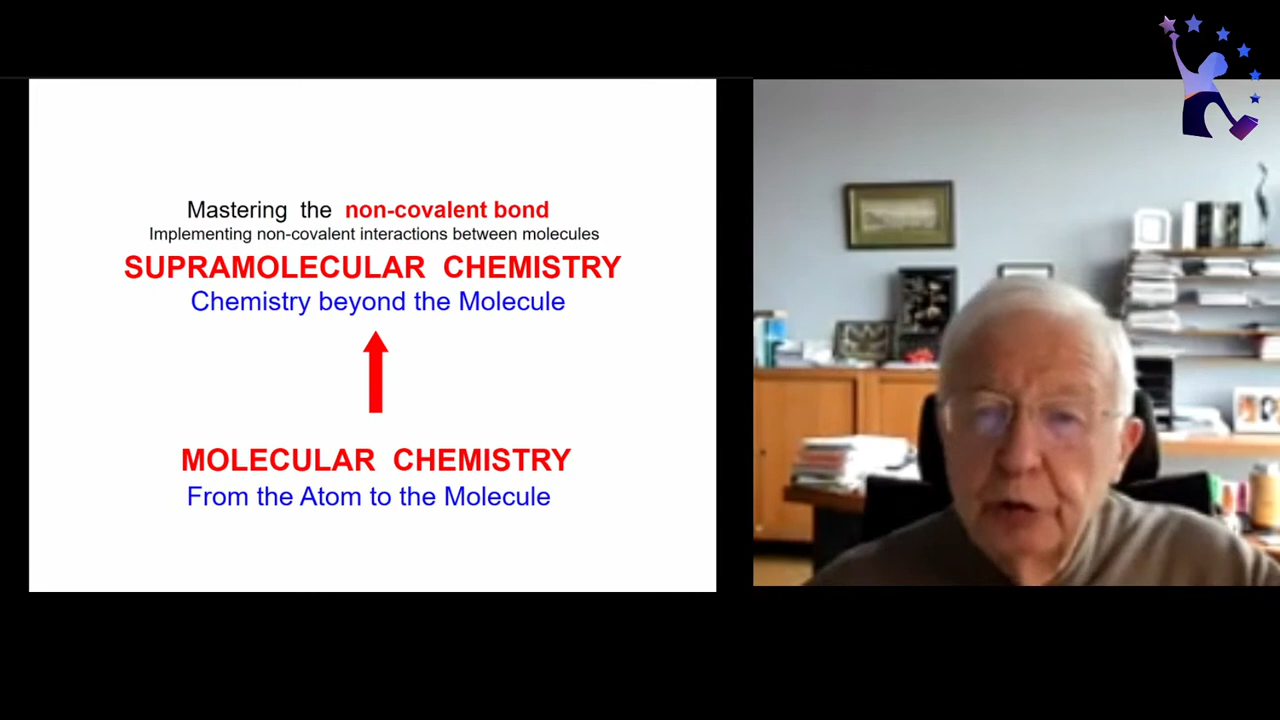 Mastering the non-covalent bond
Implementing non-covalent interactions between molecules
SUPRAMOLECULAR CHEMISTRY
Chemistry beyond the Molecule
MOLECULAR CHEMISTRY
From the Atom to the Molecule